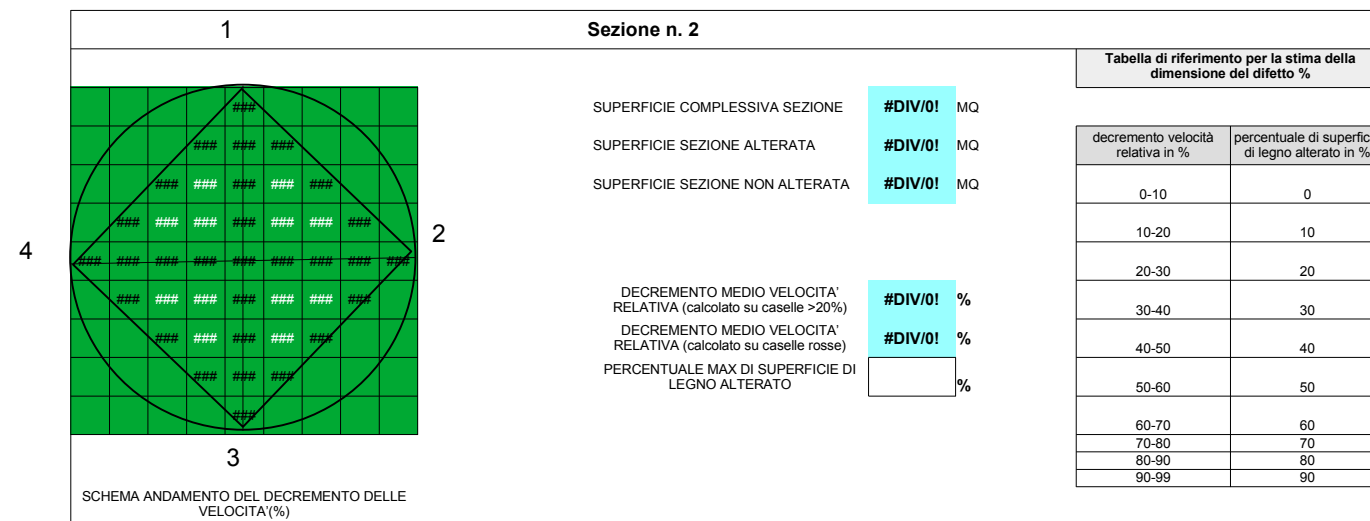 1
Sezione n. 2
Tabella di riferimento per la stima della
dimensione del difetto %
###
### ### ###
### ### ### ### ###
### ### ### ### ### ### ###
### ### ### ### ### ### ### ### ###
### ### ### ### ### ### ###
### ### ### ### ###
### ### ###
###
4
2
3
SCHEMA ANDAMENTO DEL DECREMENTO DELLE
VELOCITA'(%)
SUPERFICIE COMPLESSIVA SEZIONE #DIV/0! MQ
SUPERFICIE SEZIONE ALTERATA #DIV/0! MQ
SUPERFICIE SEZIONE NON ALTERATA #DIV/0! MQ
DECREMENTO MEDIO VELOCITA'
RELATIVA (calcolato su caselle >20%) #DIV/0! %
DECREMENTO MEDIO VELOCITA'
RELATIVA (calcolato su caselle rosse) #DIV/0! %
PERCENTUALE MAX DI SUPERFICIE DI
LEGNO ALTERATO %
decremento velocità percentuale di superfic
relativa in % di legno alterato in %
0-10 0
10-20 10
20-30 20
30-40 30
40-50 40
50-60 50
60-70 60
70-80 70
80-90 80
90-99 90